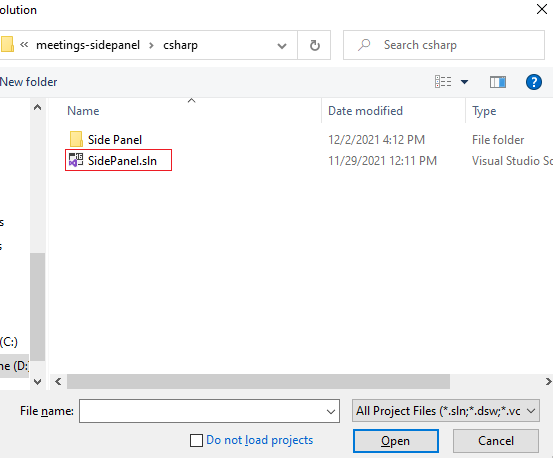 olution
« meetings-sidepanel › csharp
Search csharp
New folder
?
Name Date modified Type
Side Panel 12/2/2021 4:12 PM File folder
SidePanel.sln 11/29/2021 12:11 PM Visual Studio So
s
s
(C:)
ne (D:)
File name: All Project Files (*.sln;*.dsw;*.vc
Do not load projects
Open Cancel